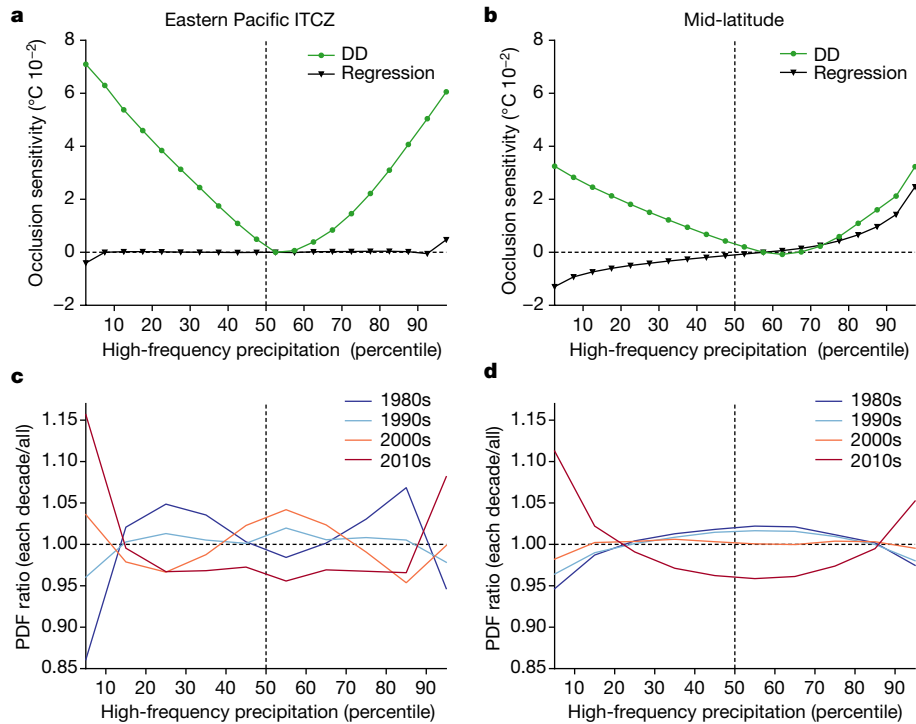 a
Eastern Pacific ITCZ
8
6
4
2
0
−2
Occlusion sensitivity (°C 10⁻²)
DD
Regression
10 20 30 40 50 60 70 80 90
High-frequency precipitation (percentile)
b
Mid-latitude
8
6
4
2
0
−2
Occlusion sensitivity (°C 10⁻²)
DD
Regression
10 20 30 40 50 60 70 80 90
High-frequency precipitation (percentile)
c
1.15
1.10
1.05
1.00
0.95
0.90
0.85
PDF ratio (each decade/all)
1980s
1990s
2000s
2010s
10 20 30 40 50 60 70 80 90
High-frequency precipitation (percentile)
d
1.15
1.10
1.05
1.00
0.95
0.90
0.85
PDF ratio (each decade/all)
1980s
1990s
2000s
2010s
10 20 30 40 50 60 70 80 90
High-frequency precipitation (percentile)